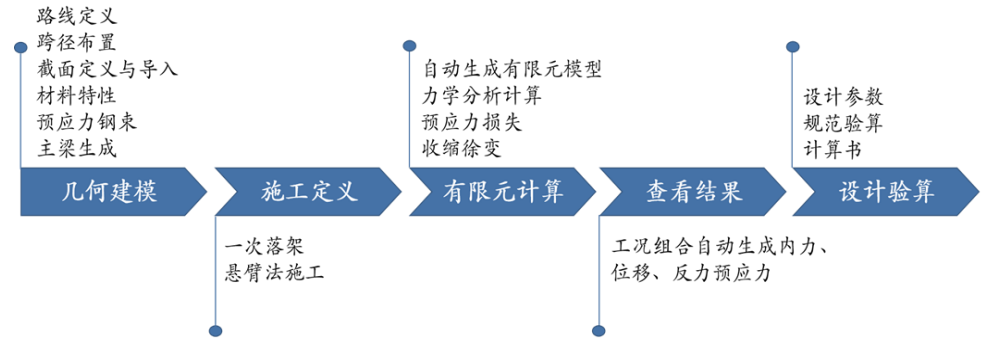 路线定义
跨径布置
截面定义与导入
材料特性
预应力钢束
主梁生成
自动生成有限元模型
力学分析计算
预应力损失
收缩徐变
设计参数
规范验算
计算书
几何建模
施工定义
有限元计算
查看结果
设计验算
一次落架
悬臂法施工
工况组合自动生成内力、
位移、反力预应力